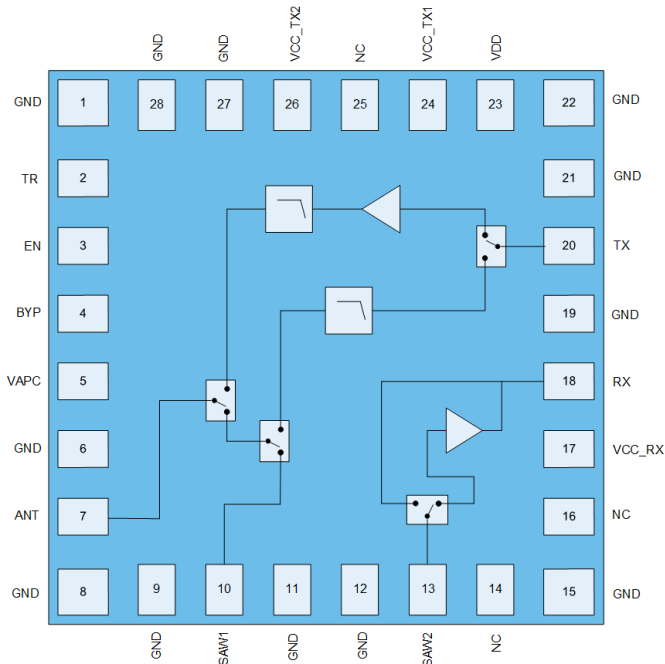 GND
GND
VCC_TX2
NC
VCC_TX1
VDD
GND
1
28
27
26
25
24
23
22
GND
TR
2
21
GND
EN
3
20
TX
BYP
4
19
GND
VAPC
5
18
RX
GND
6
17
VCC_RX
ANT
7
16
NC
GND
8
9
10
11
12
13
14
15
GND
GND
SAW1
GND
GND
SAW2
NC